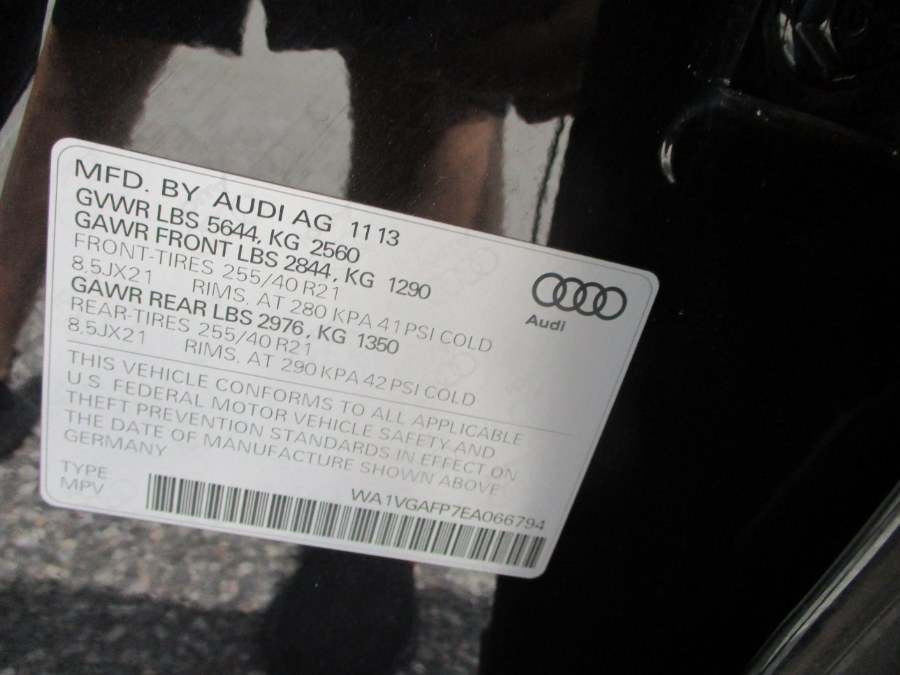 MFD. BY AUDI AG 11 13
GVWR LBS 5644, KG 2560
GAWR FRONT LBS 2844, KG 1290
FRONT-TIRES 255/40 R21
8,5JX21 RIMS, AT 280 KPA 41 PSI COLD
GAWR REAR LBS 2976, KG 1350
REAR-TIRES 255/40 R21
8,5JX21 RIMS, AT 290 KPA 42 PSI COLD
Audi
THIS VEHICLE CONFORMS TO ALL APPLICABLE
U.S. FEDERAL MOTOR VEHICLE SAFETY AND
THEFT PREVENTION STANDARDS IN EFFECT ON
THE DATE OF MANUFACTURE SHOWN ABOVE
GERMANY
TYPE
MPV
WA1VGAFP7EA066794